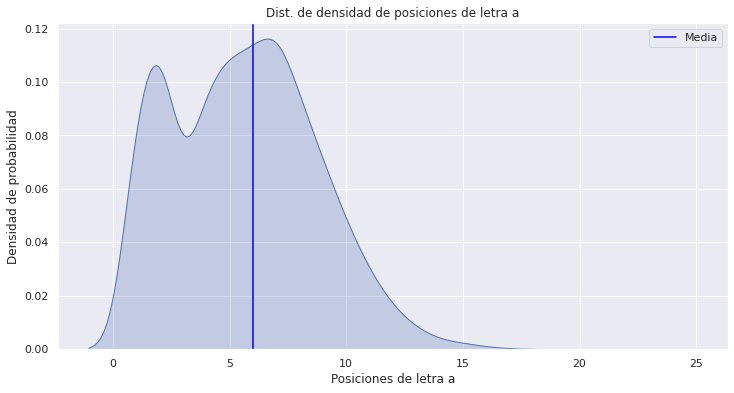 Dist. de densidad de posiciones de letra a
Media
Densidad de probabilidad
0.12
0.10
0.08
0.06
0.04
0.02
0.00
0 5 10 15 20 25
Posiciones de letra a